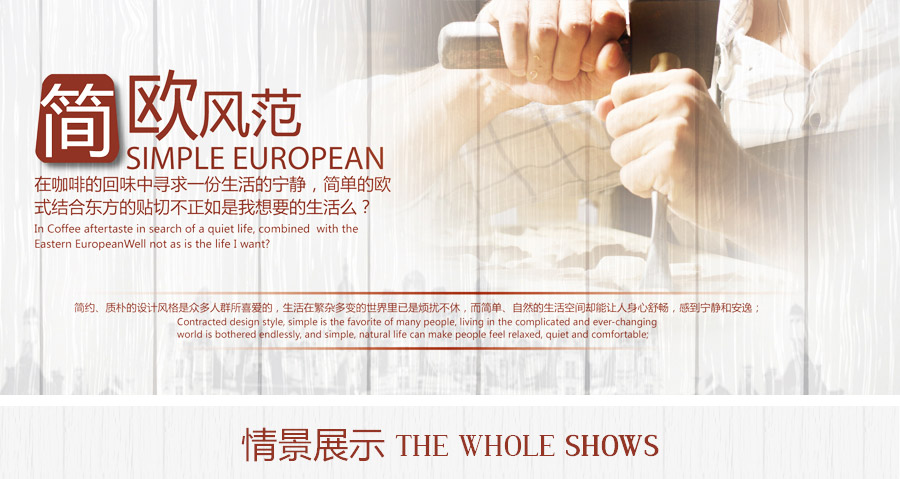 简欧风范
SIMPLE EUROPEAN
在咖啡的回味中寻求一份生活的宁静，简单的欧
式结合东方的贴切不正如是我想要的生活么？
In Coffee aftertaste in search of a quiet life, combined with the
Eastern EuropeanWell not as is the life I want?
简约、质朴的设计风格是众多人群所喜爱的，生活在繁杂多变的世界里已是烦扰不休，而简单、自然的生活空间却能让人身心舒畅，感到宁静和安逸；
Contracted design style, simple is the favorite of many people, living in the complicated and ever-changing
world is bothered endlessly, and simple, natural life can make people feel relaxed, quiet and comfortable;
情景展示 THE WHOLE SHOWS